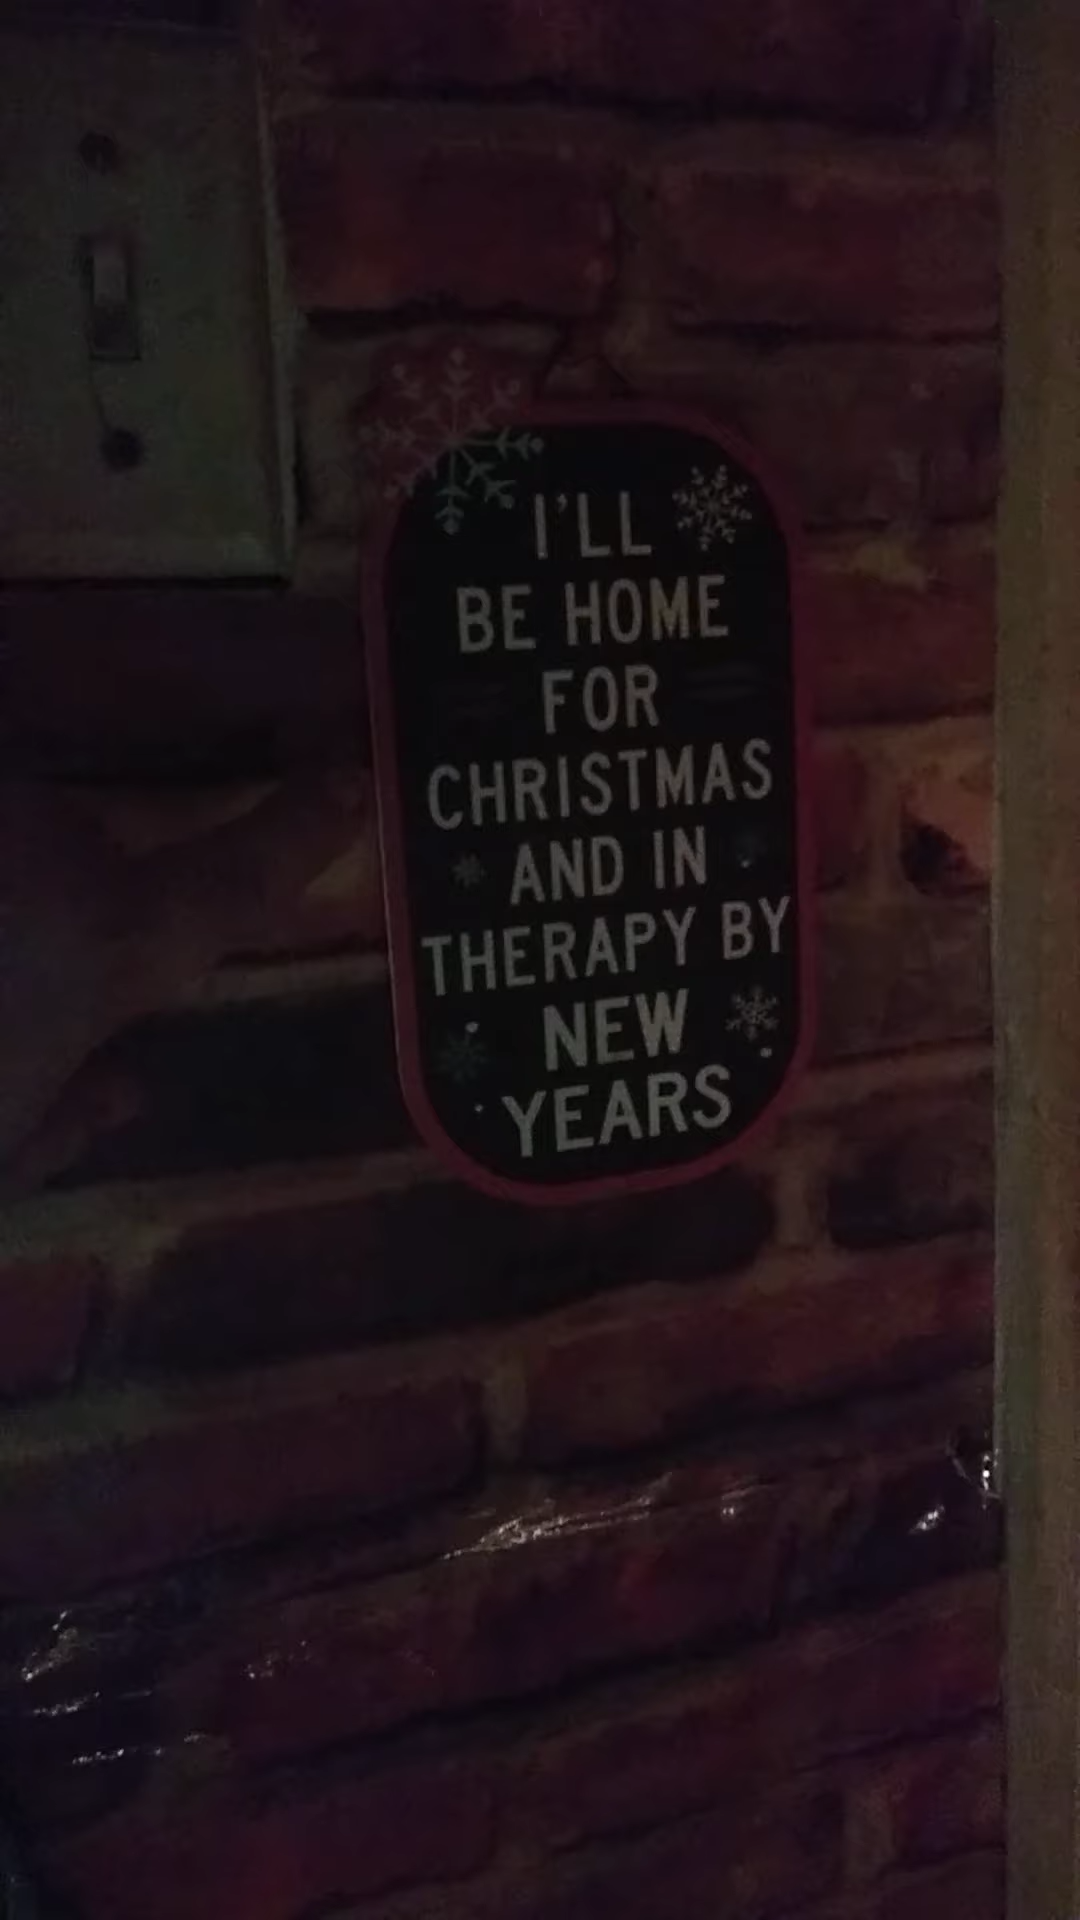 I'LL
BE HOME
FOR
CHRISTMAS
AND IN
THERAPY BY
NEW
YEARS